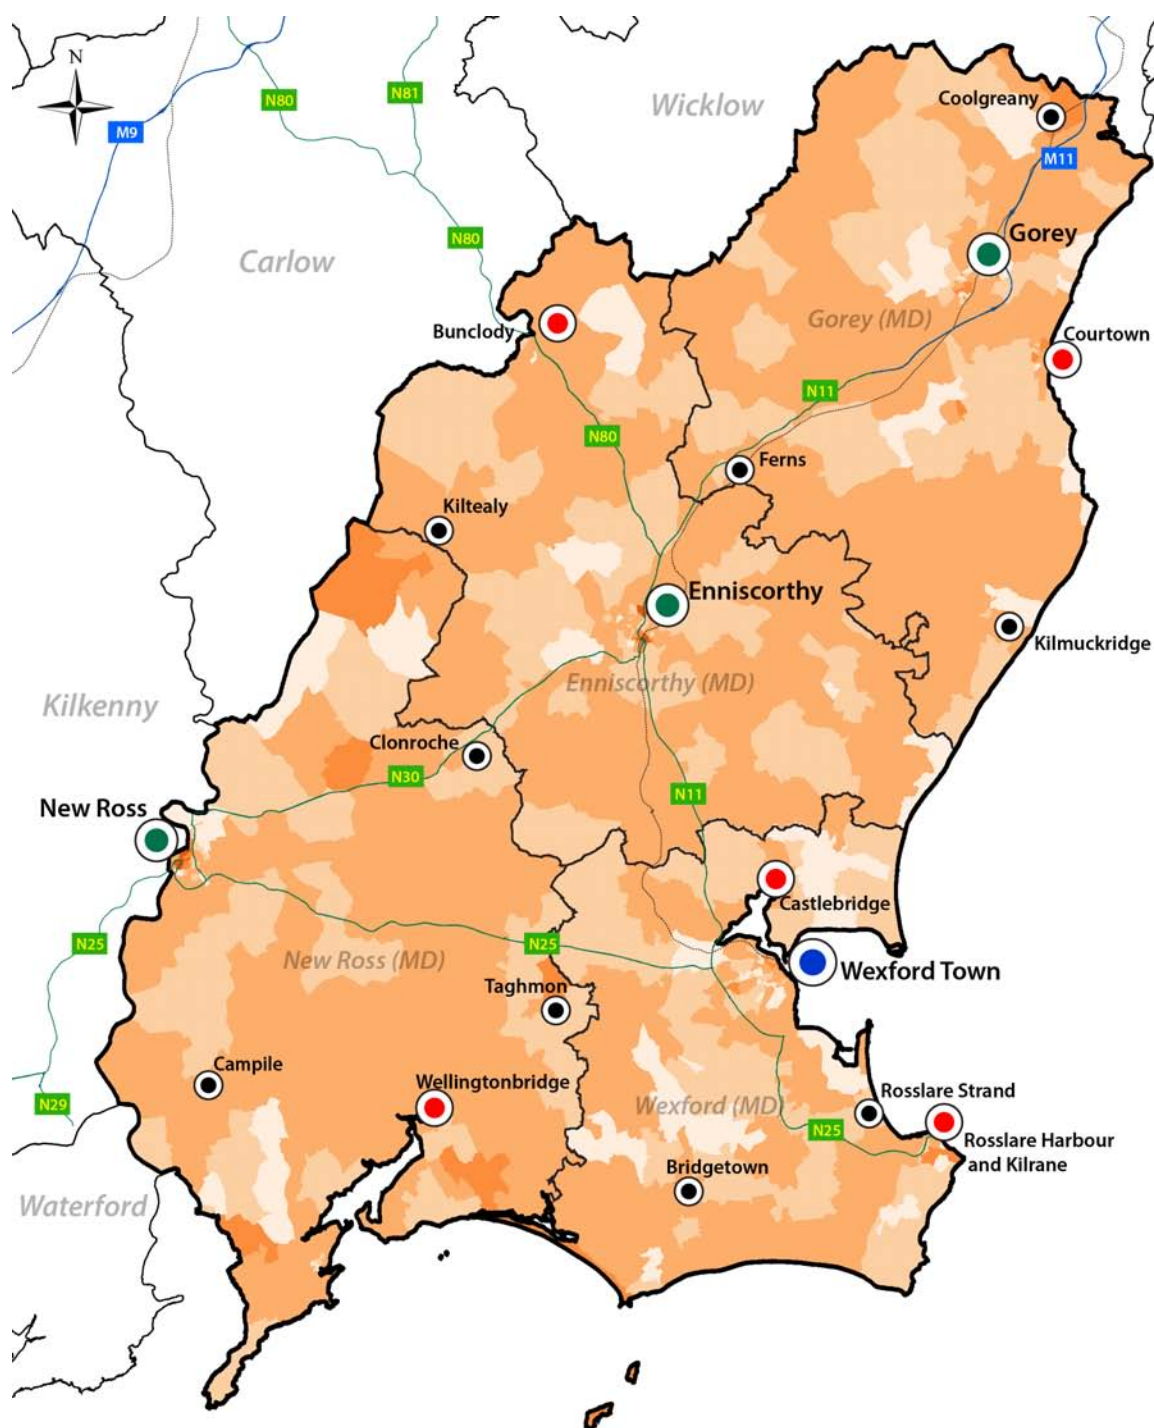 N
N80
N81
Wicklow
Coolgreany
M9
M11
Gorey
N80
Carlow
Bunclody
Gorey (MD)
Courtown
N11
N80
Ferns
Kiltealy
Enniscorthy
Kilmuckridge
Enniscorthy (MD)
Kilkenny
Clonroche
N30
N11
New Ross
Castlebridge
N25
N25
New Ross (MD)
Wexford Town
Taghmon
Campile
Wellingtonbridge
Rosslare Strand
N29
Wexford (MD)
N25
Rosslare Harbour
and Kilrane
Bridgetown
Waterford